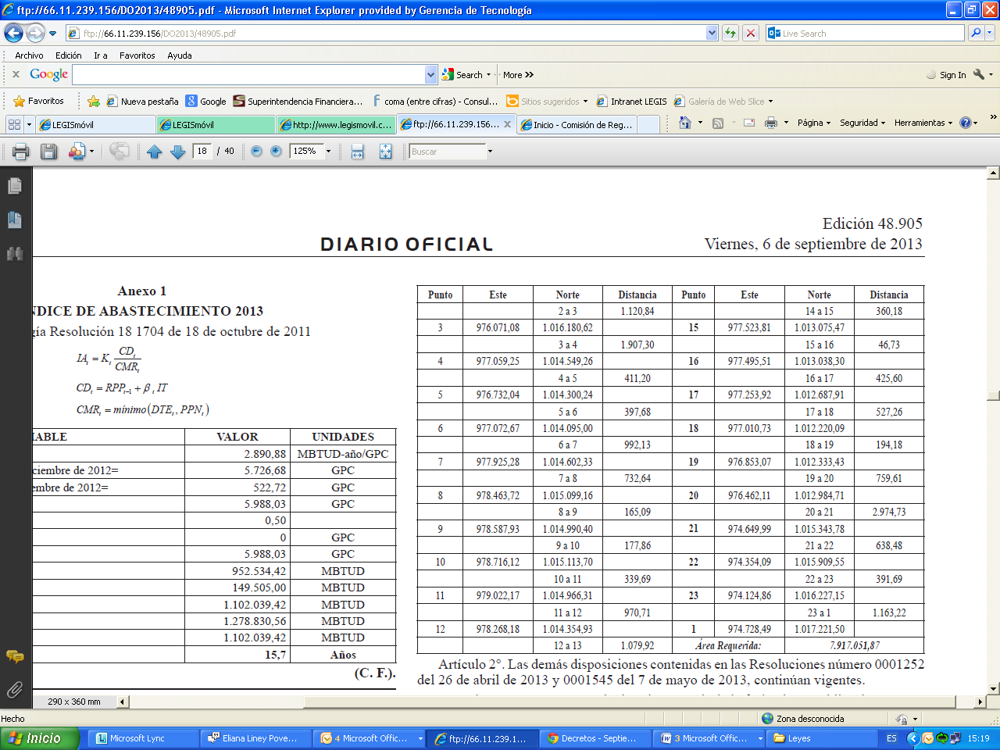 ftp://66.11.239.156/DO2013/48905.pdf - Microsoft Internet Explorer provided by Gerencia de Tecnología
ftp://66.11.239.156/DO2013/48905.pdf
Live Search
Archivo Edición Ir a Favoritos Ayuda
Google Search More » Sign In
Favoritos Nueva pestaña Google Superintendencia Financiera... coma (entre cifras) - Consul... Sitios sugeridos Intranet LEGIS Galería de Web Slice
LEGISmóvil LEGISmóvil http://www.legismovil.c... ftp://66.11.239.156... Inicio - Comisión de Reg... Página Seguridad Herramientas
18 / 40 125% Buscar
Edición 48.905
DIARIO OFICIAL
Viernes, 6 de septiembre de 2013
Anexo 1
NDICE DE ABASTECIMIENTO 2013
gía Resolución 18 1704 de 18 de octubre de 2011
IAt = Kt CDt / CMRt
CDt = RPPt−1 + β t IT
CMRt = mínimo(DTEt, PPNt)
IABLE VALOR UNIDADES
2.890,88 MBTUD-año/GPC
ciembre de 2012= 5.726,68 GPC
embre de 2012= 522,72 GPC
5.988,03 GPC
0,50
0 GPC
5.988,03 GPC
952.534,42 MBTUD
149.505,00 MBTUD
1.102.039,42 MBTUD
1.278.830,56 MBTUD
1.102.039,42 MBTUD
15,7 Años
(C. F.).
Punto Este Norte Distancia Punto Este Norte Distancia
2 a 3 1.120,84 14 a 15 360,18
3 976.071,08 1.016.180,62 15 977.523,81 1.013.075,47
3 a 4 1.907,30 15 a 16 46,73
4 977.059,25 1.014.549,26 16 977.495,51 1.013.038,30
4 a 5 411,20 16 a 17 425,60
5 976.732,04 1.014.300,24 17 977.253,92 1.012.687,91
5 a 6 397,68 17 a 18 527,26
6 977.072,67 1.014.095,00 18 977.010,73 1.012.220,09
6 a 7 992,13 18 a 19 194,18
7 977.925,28 1.014.602,33 19 976.853,07 1.012.333,43
7 a 8 732,64 19 a 20 759,61
8 978.463,72 1.015.099,16 20 976.462,11 1.012.984,71
8 a 9 165,09 20 a 21 2.974,73
9 978.587,93 1.014.990,40 21 974.649,99 1.015.343,78
9 a 10 177,86 21 a 22 638,48
10 978.716,12 1.015.113,70 22 974.354,09 1.015.909,55
10 a 11 339,69 22 a 23 391,69
11 979.022,17 1.014.966,31 23 974.124,86 1.016.227,15
11 a 12 970,71 23 a 1 1.163,22
12 978.268,18 1.014.354,93 1 974.728,49 1.017.221,50
12 a 13 1.079,92 Área Requerida: 7.917.051,87
Artículo 2°. Las demás disposiciones contenidas en las Resoluciones número 0001252
del 26 de abril de 2013 y 0001545 del 7 de mayo de 2013, continúan vigentes.
290 x 360 mm
Hecho Zona desconocida
Inicio Microsoft Lync Eliana Liney Pove... 4 Microsoft Offic... ftp://66.11.239.1... Decretos - Septie... 3 Microsoft Offic... Leyes ES 15:19